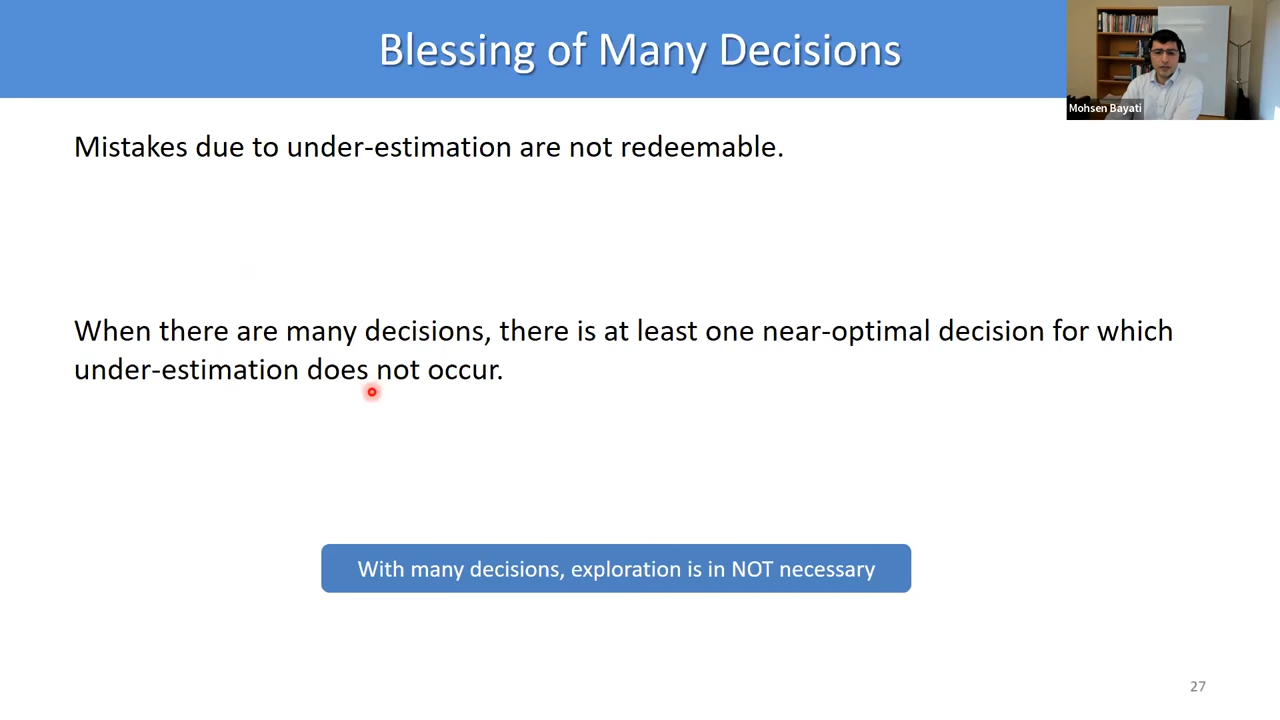 Blessing of Many Decisions
Mohsen Bayati
Mistakes due to under-estimation are not redeemable.
When there are many decisions, there is at least one near-optimal decision for which
under-estimation does not occur.
With many decisions, exploration is in NOT necessary
27